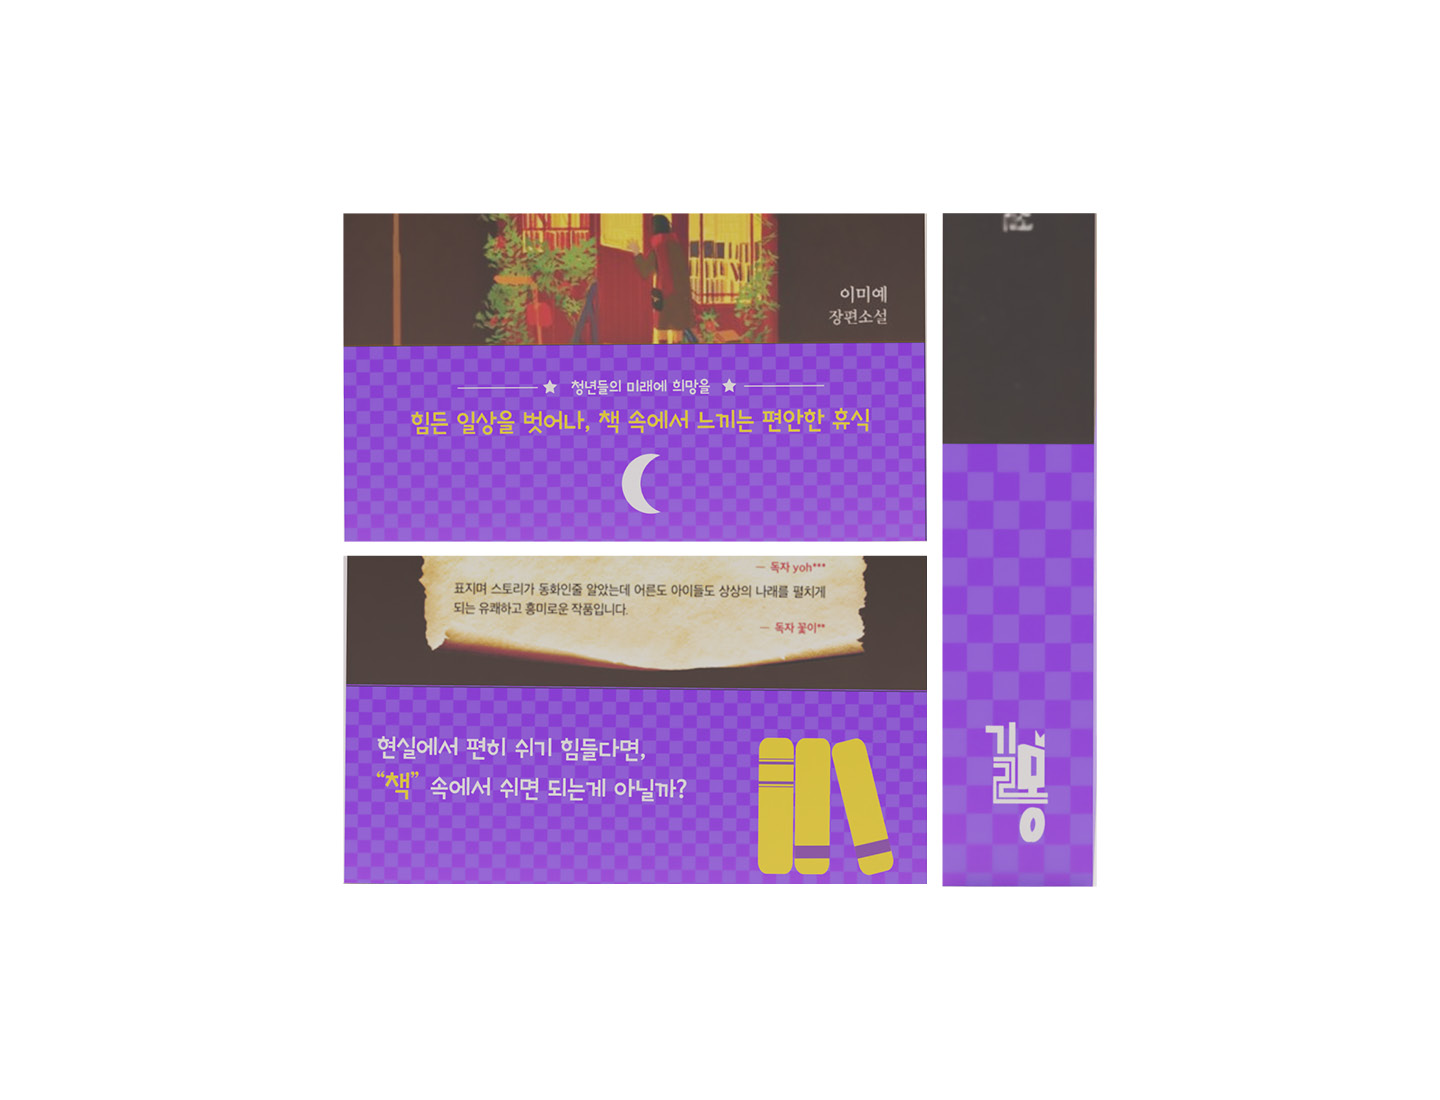 이미예
장편소설
청년들의 미래에 희망을
힘든 일상을 벗어나, 책 속에서 느끼는 편안한 휴식
— 독자 yoh***
표지며 스토리가 동화인줄 알았는데 어른도 아이들도 상상의 나래를 펼치게
되는 유쾌하고 흥미로운 작품입니다.
— 독자 꽃이**
현실에서 편히 쉬기 힘들다면,
“책” 속에서 쉬면 되는게 아닐까?